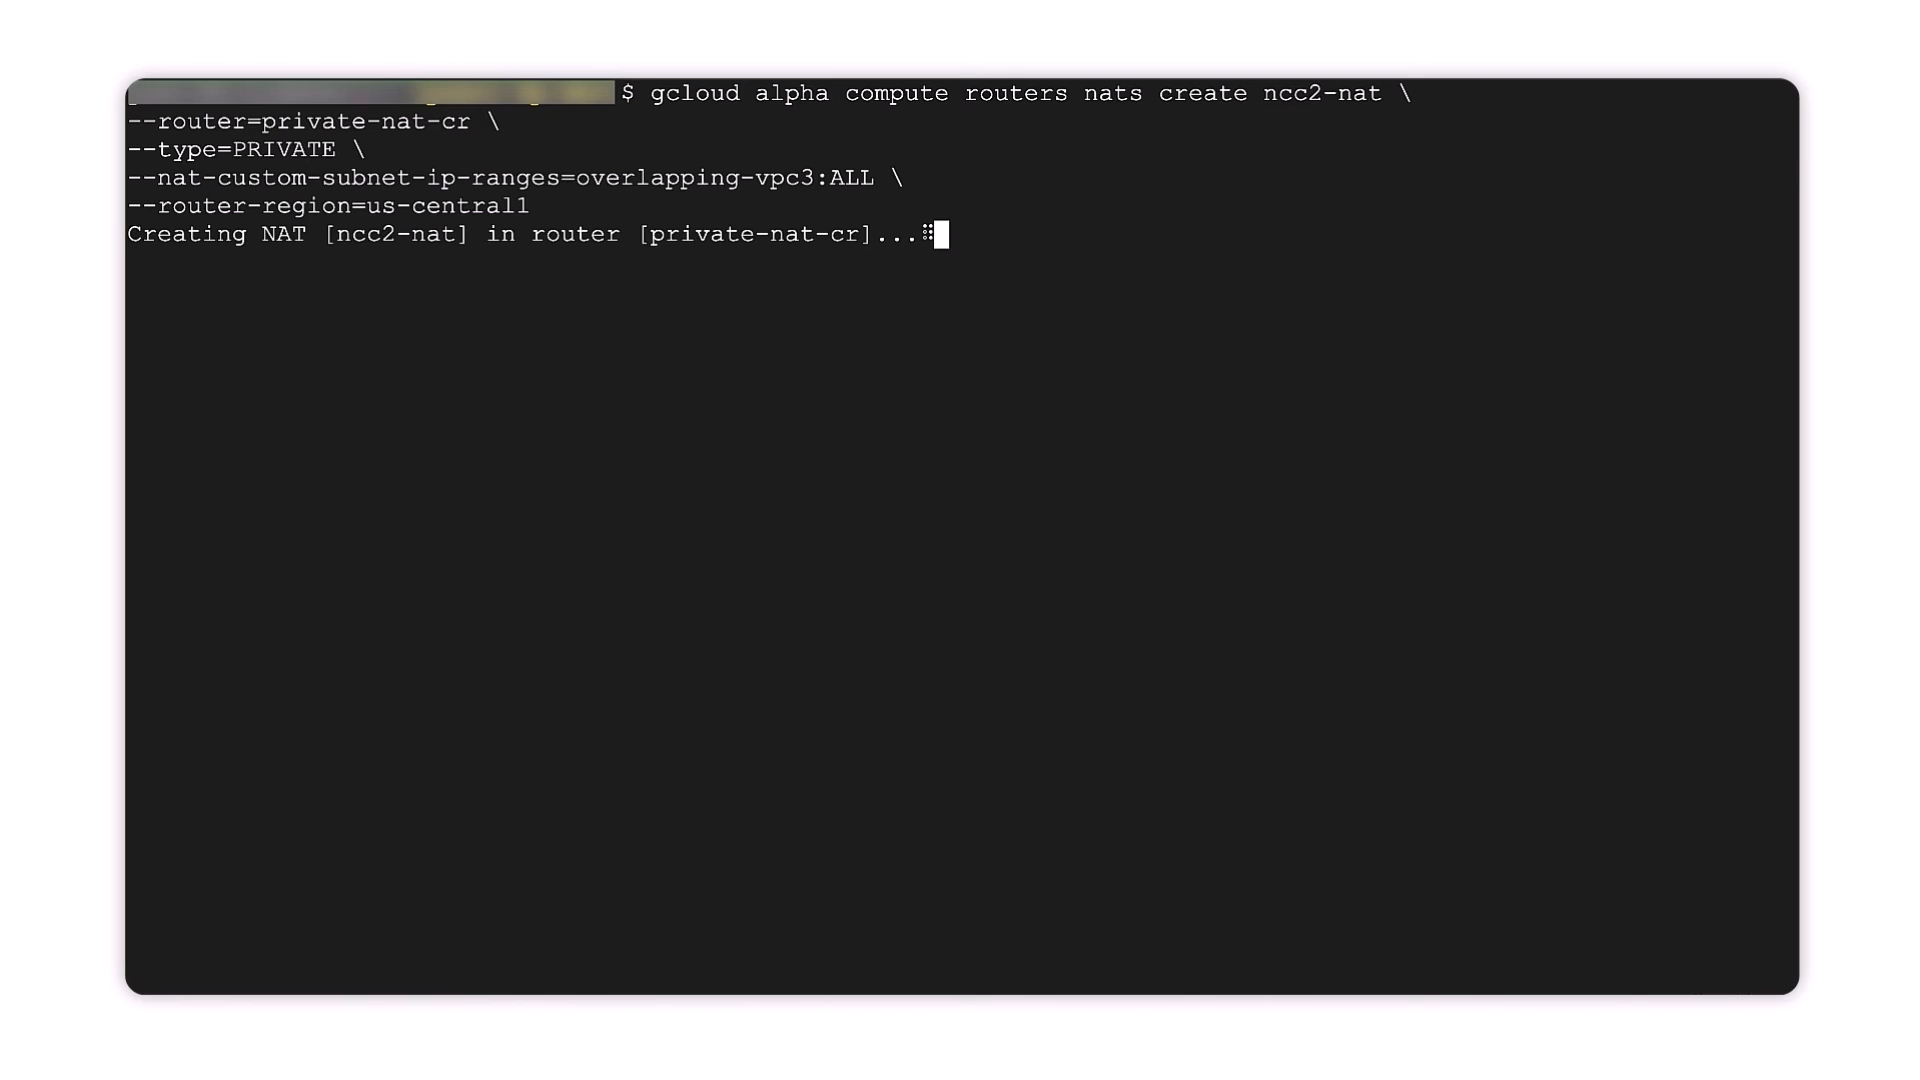 $ gcloud alpha compute routers nats create ncc2-nat \
--router=private-nat-cr \
--type=PRIVATE \
--nat-custom-subnet-ip-ranges=overlapping-vpc3:ALL \
--router-region=us-central1
Creating NAT [ncc2-nat] in router [private-nat-cr]...⠿